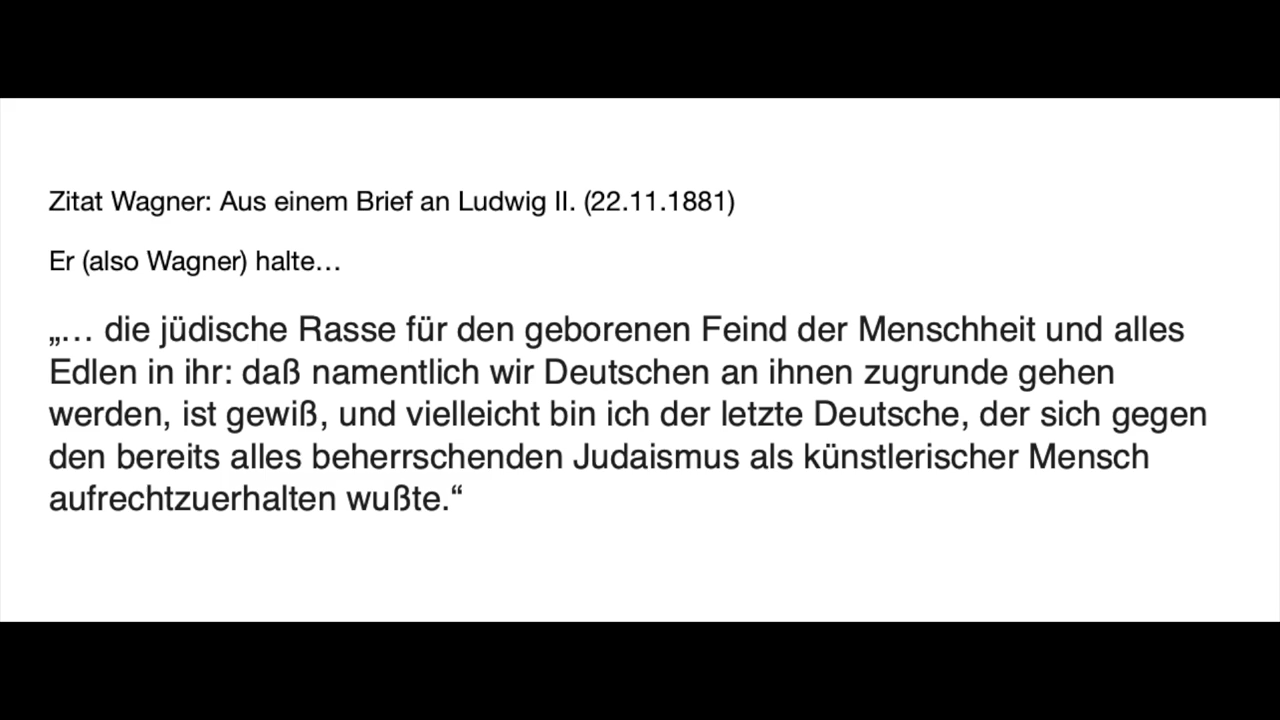 Zitat Wagner: Aus einem Brief an Ludwig II. (22.11.1881)
Er (also Wagner) halte…
„… die jüdische Rasse für den geborenen Feind der Menschheit und alles
Edlen in ihr: daß namentlich wir Deutschen an ihnen zugrunde gehen
werden, ist gewiß, und vielleicht bin ich der letzte Deutsche, der sich gegen
den bereits alles beherrschenden Judaismus als künstlerischer Mensch
aufrechtzuerhalten wußte.“